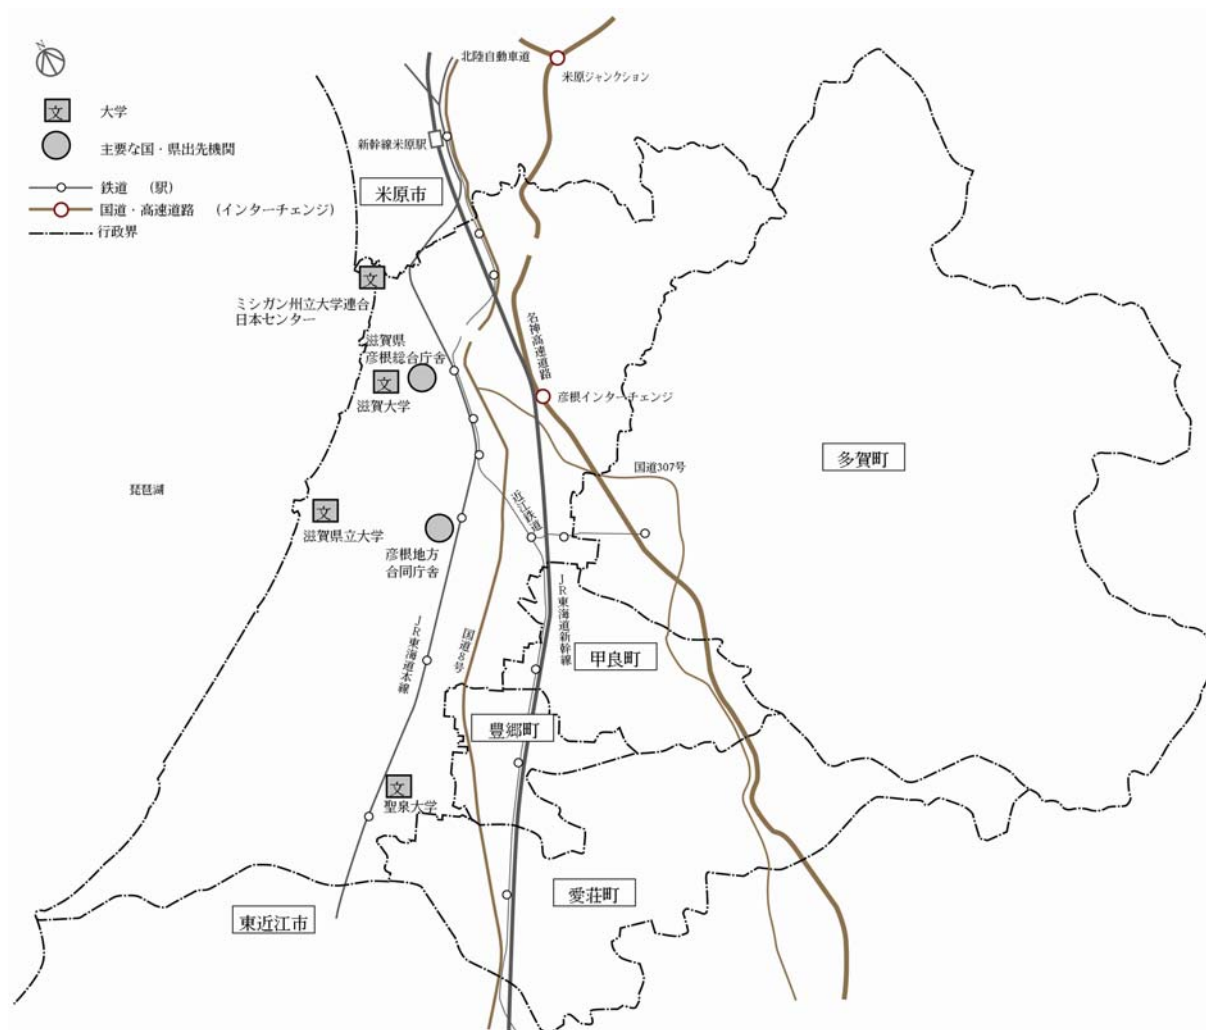 N
文 大学
主要な国・県出先機関
鉄道 (駅)
国道・高速道路 (インターチェンジ)
行政界
北陸自動車道
米原ジャンクション
新幹線米原駅
米原市
文
ミシガン州立大学連合
日本センター
滋賀県
彦根総合庁舎
文
滋賀大学
名神高速道路
彦根インターチェンジ
国道307号
多賀町
琵琶湖
文
滋賀県立大学
近江鉄道
彦根地方
合同庁舎
JR東海道新幹線
JR東海道本線
国道8号
甲良町
豊郷町
文
聖泉大学
愛荘町
東近江市